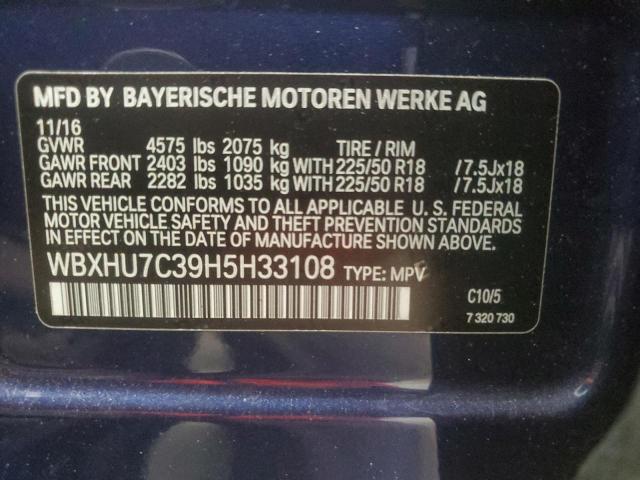 MFD BY BAYERISCHE MOTOREN WERKE AG
11/16
GVWR 4575 lbs 2075 kg TIRE / RIM
GAWR FRONT 2403 lbs 1090 kg WITH 225/50 R18 /7.5Jx18
GAWR REAR 2282 lbs 1035 kg WITH 225/50 R18 /7.5Jx18
THIS VEHICLE CONFORMS TO ALL APPLICABLE U. S. FEDERAL
MOTOR VEHICLE SAFETY AND THEFT PREVENTION STANDARDS
IN EFFECT ON THE DATE OF MANUFACTURE SHOWN ABOVE.
WBXHU7C39H5H33108 TYPE: MPV
C10/5
7 320 730